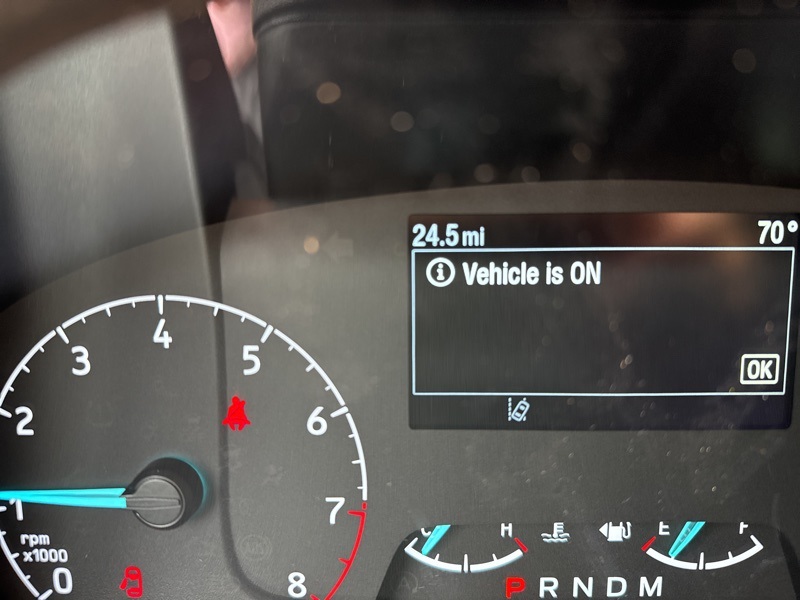 24.5 mi 70°
Vehicle is ON
OK
4
3 5
2 6
1 7
rpm
x1000
0 8
C H E F
P R N D M